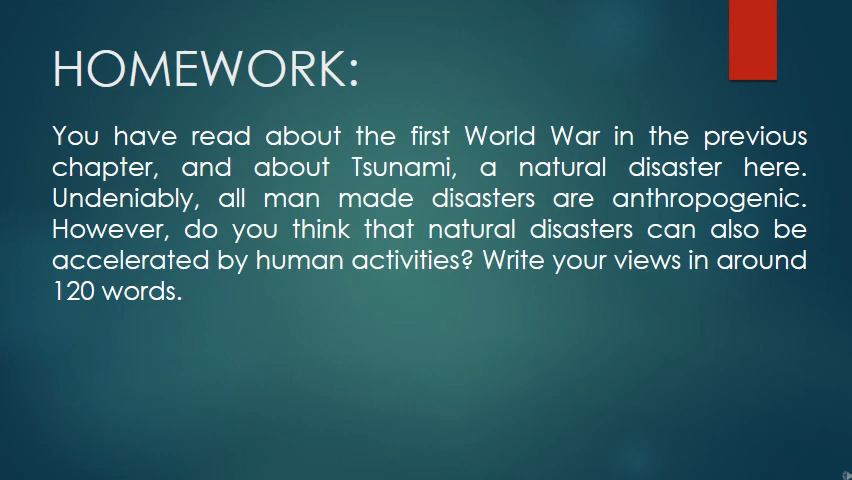 HOMEWORK:
You have read about the first World War in the previous
chapter, and about Tsunami, a natural disaster here.
Undeniably, all man made disasters are anthropogenic.
However, do you think that natural disasters can also be
accelerated by human activities? Write your views in around
120 words.